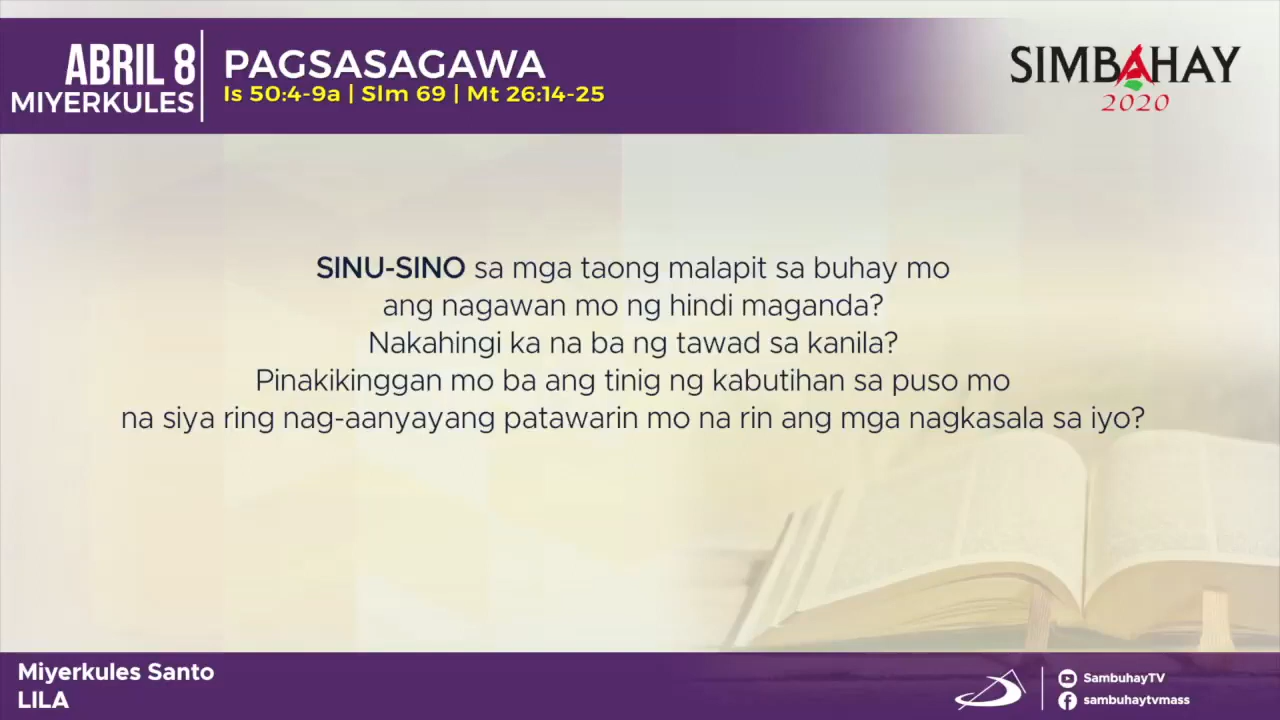 ABRIL 8
MIYERKULES
PAGSASAGAWA
Is 50:4-9a | Slm 69 | Mt 26:14-25
SIMBAHAY
2020
SINU-SINO sa mga taong malapit sa buhay mo
ang nagawan mo ng hindi maganda?
Nakahingi ka na ba ng tawad sa kanila?
Pinakikinggan mo ba ang tinig ng kabutihan sa puso mo
na siya ring nag-aanyayang patawarin mo na rin ang mga nagkasala sa iyo?
Miyerkules Santo
LILA
SambuhayTV
sambuhaytvmass